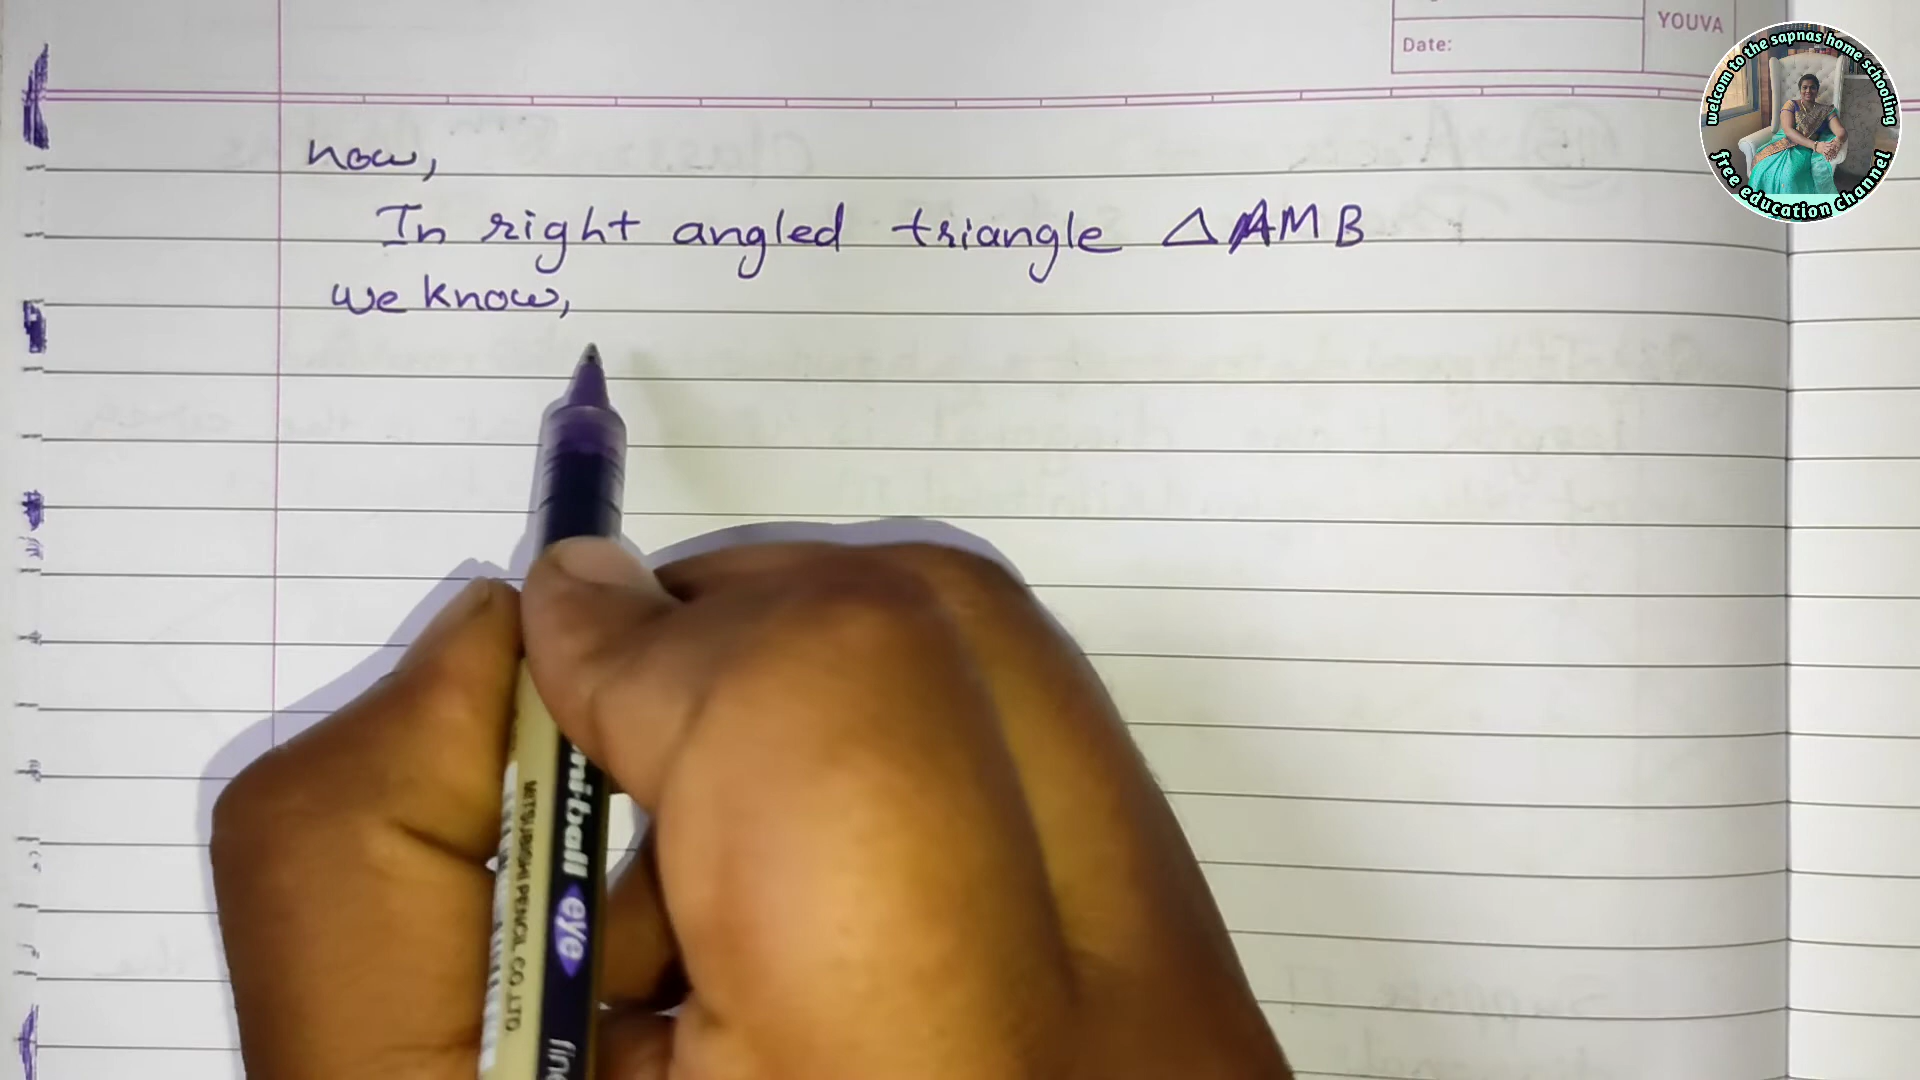 YOUVA
Date:
welcom to the sapnas home schooling
free education channel
now,
In right angled triangle △AMB
we know,
uni-ball eye fine
MITSUBISHI PENCIL CO.LTD